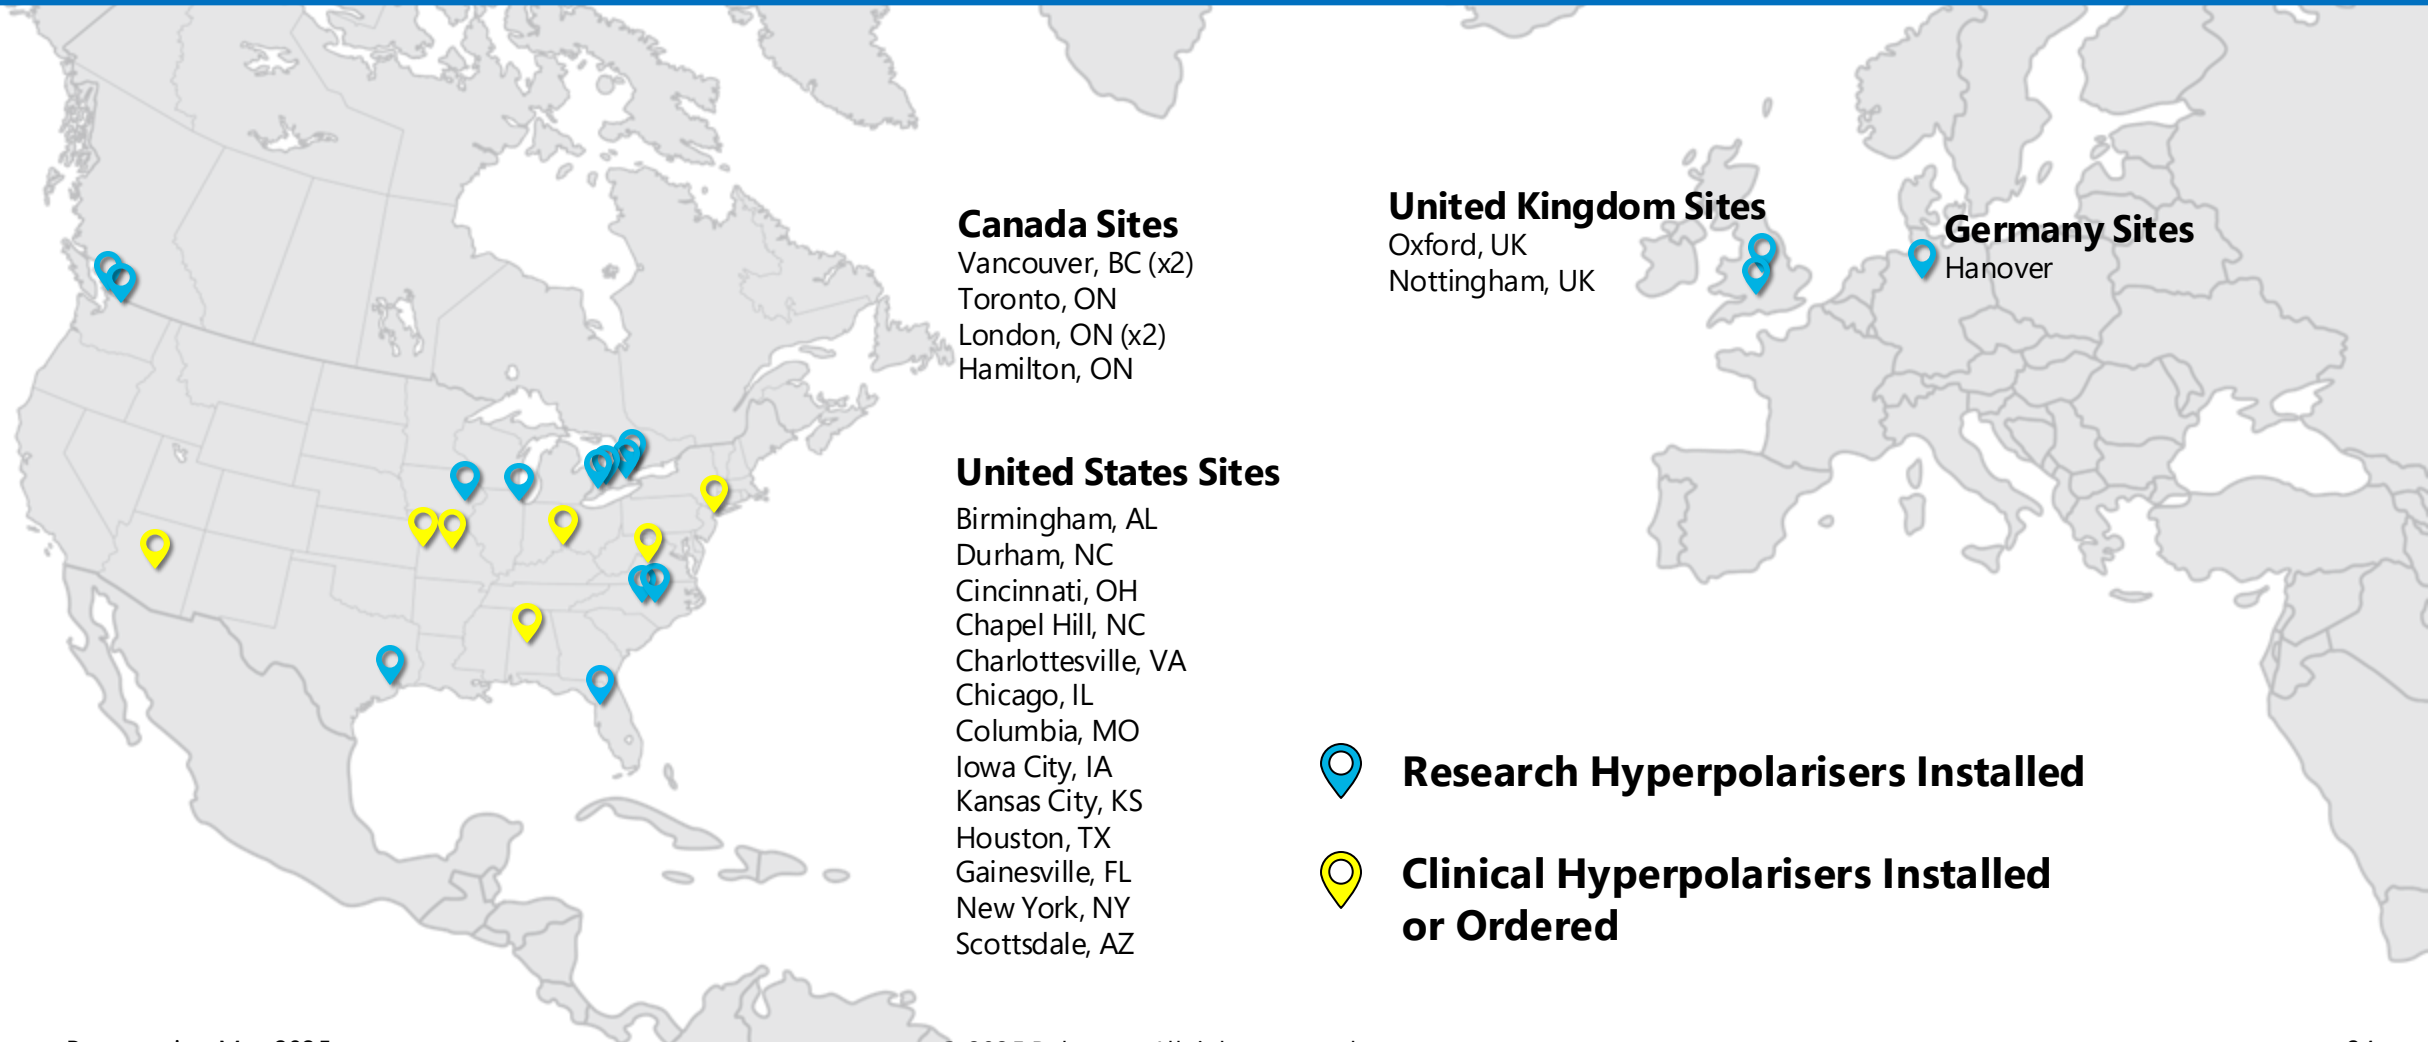 Canada Sites
Vancouver, BC (x2)
Toronto, ON
London, ON (x2)
Hamilton, ON
United Kingdom Sites
Oxford, UK
Nottingham, UK
Germany Sites
Hanover
United States Sites
Birmingham, AL
Durham, NC
Cincinnati, OH
Chapel Hill, NC
Charlottesville, VA
Chicago, IL
Columbia, MO
Iowa City, IA
Kansas City, KS
Houston, TX
Gainesville, FL
New York, NY
Scottsdale, AZ
Research Hyperpolarisers Installed
Clinical Hyperpolarisers Installed
or Ordered